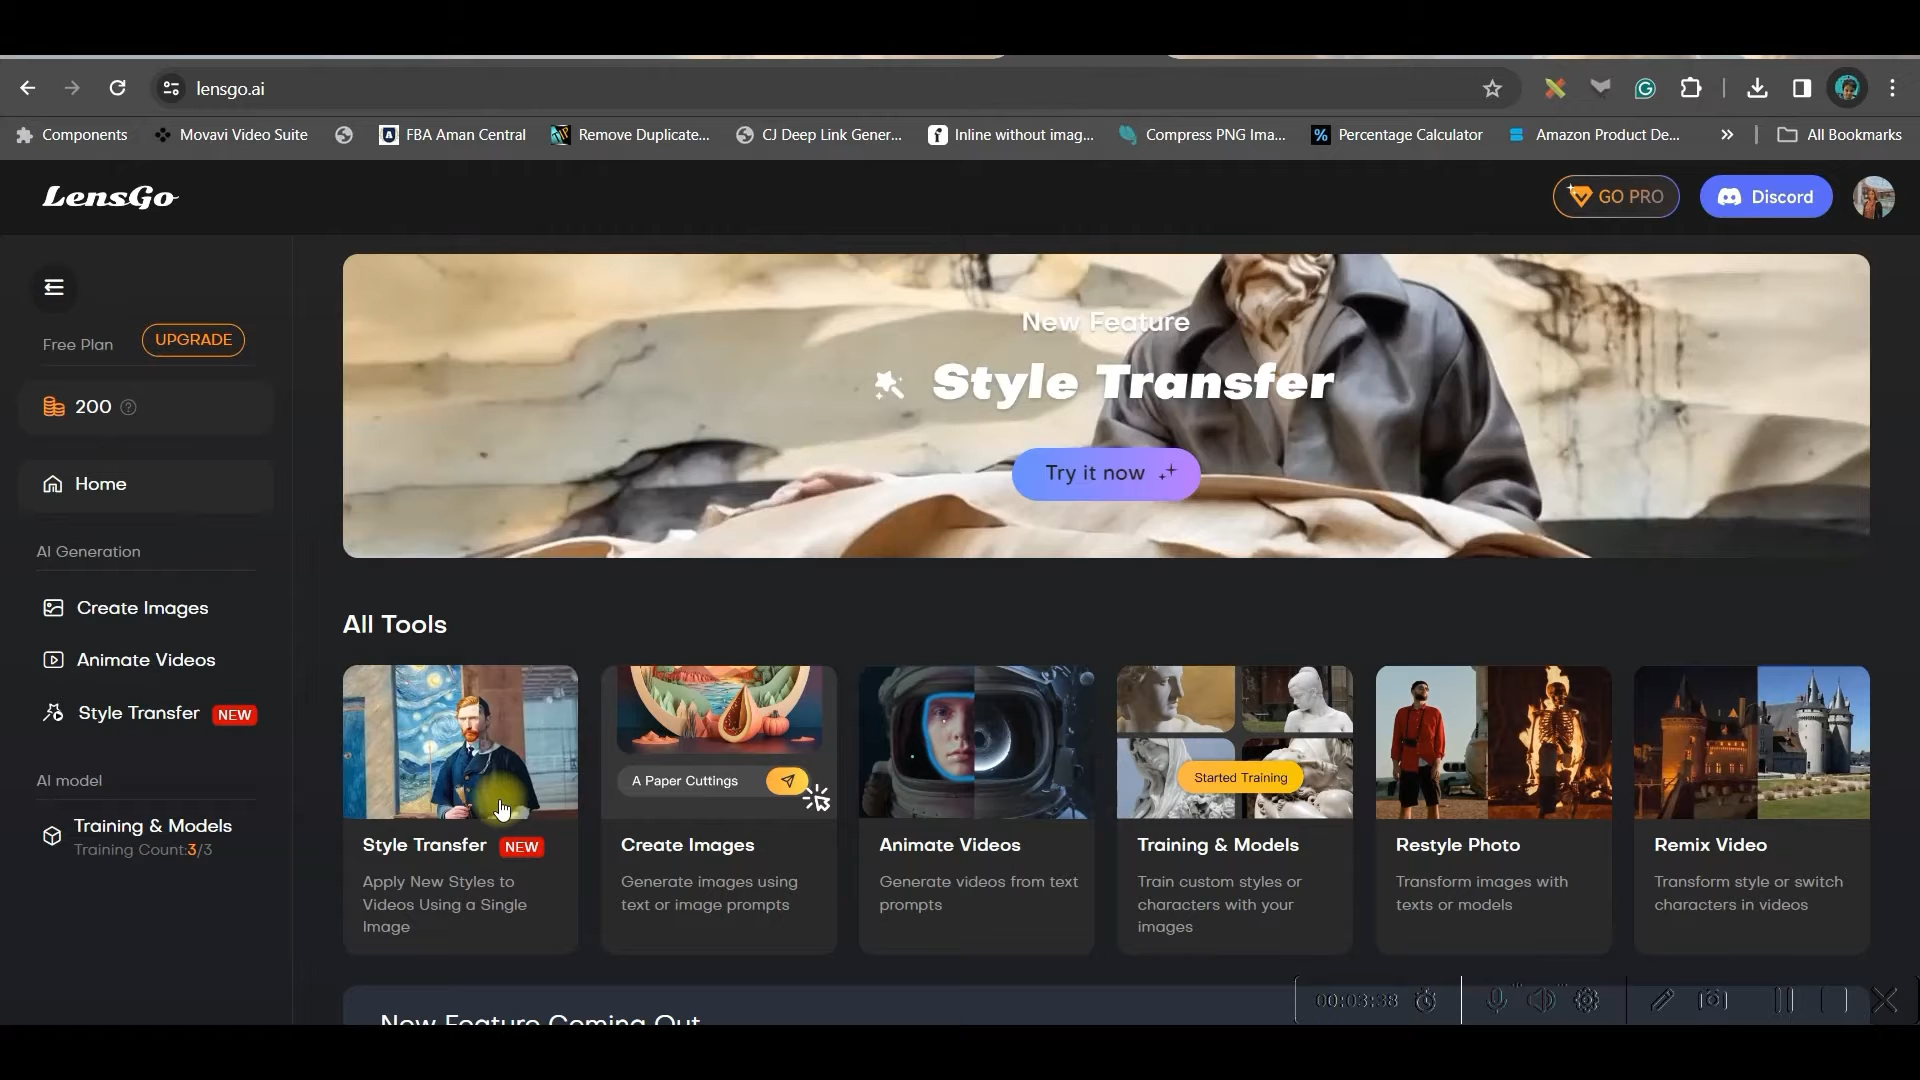 lensgo.ai
Components
Movavi Video Suite
FBA Aman Central
Remove Duplicate...
CJ Deep Link Gener...
Inline without imag...
Compress PNG Ima...
Percentage Calculator
Amazon Product De...
All Bookmarks
LensGo
GO PRO
Discord
Free Plan
UPGRADE
200
Home
AI Generation
Create Images
Animate Videos
Style Transfer NEW
AI model
Training & Models
Training Count:3/3
New Feature
Style Transfer
Try it now
All Tools
A Paper Cuttings
Started Training
Style Transfer NEW
Apply New Styles to
Videos Using a Single
Image
Create Images
Generate images using
text or image prompts
Animate Videos
Generate videos from text
prompts
Training & Models
Train custom styles or
characters with your
images
Restyle Photo
Transform images with
texts or models
Remix Video
Transform style or switch
characters in videos
New Feature Coming Out
00:03:38